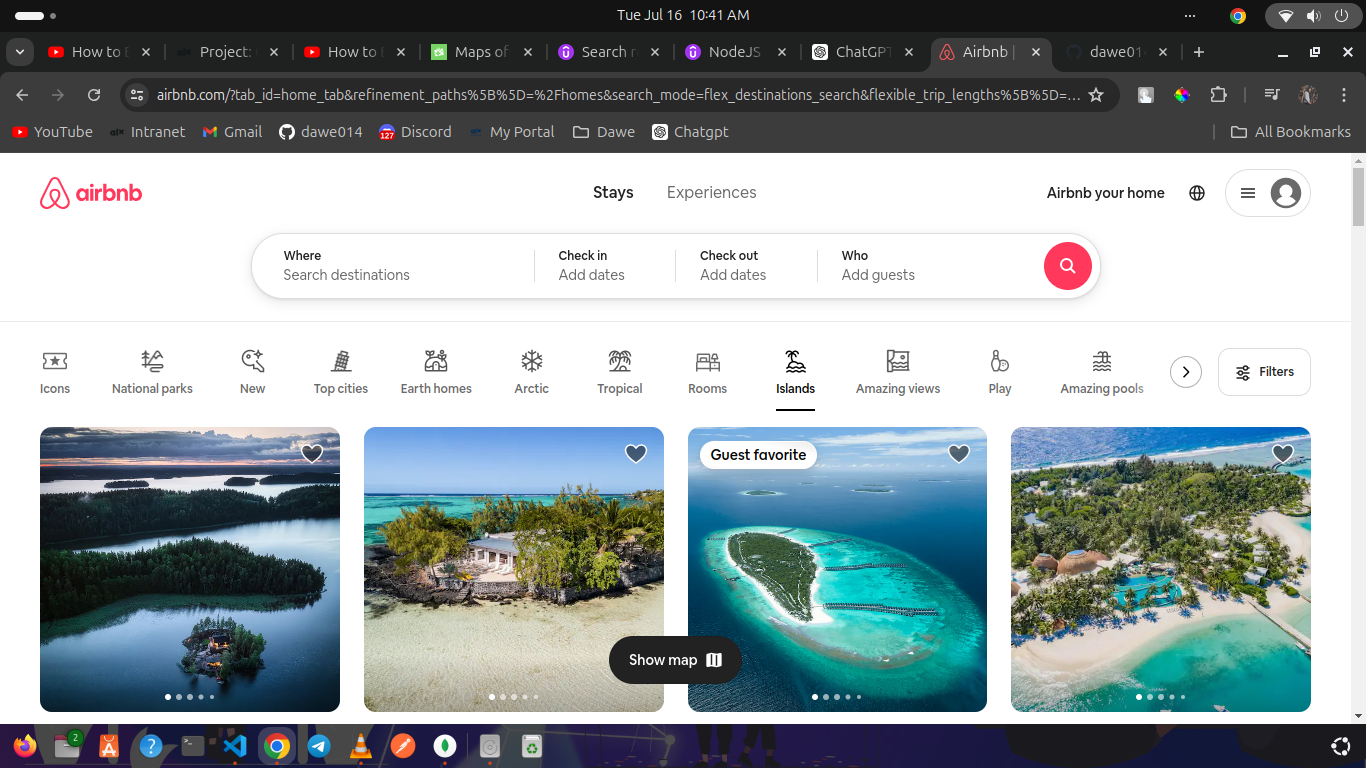 Tue Jul 16 10:41 AM
How to
Project:
How to
Maps of
Search r
NodeJS
ChatGPT
Airbnb |
dawe01
airbnb.com/?tab_id=home_tab&refinement_paths%5B%5D=%2Fhomes&search_mode=flex_destinations_search&flexible_trip_lengths%5B%5D=...
YouTube
alx Intranet
Gmail
dawe014
127 Discord
My Portal
Dawe
Chatgpt
All Bookmarks
airbnb
Stays
Experiences
Airbnb your home
Where
Search destinations
Check in
Add dates
Check out
Add dates
Who
Add guests
Icons
National parks
New
Top cities
Earth homes
Arctic
Tropical
Rooms
Islands
Amazing views
Play
Amazing pools
Filters
Guest favorite
Show map
2